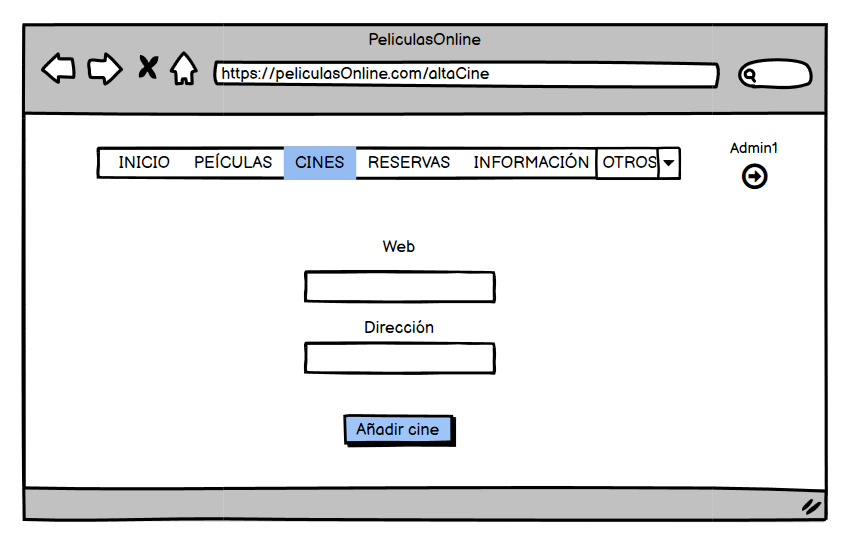 PeliculasOnline
https://peliculasOnline.com/altaCine
INICIO PEÍCULAS CINES RESERVAS INFORMACIÓN OTROS
Admin1
Web
Dirección
Añadir cine